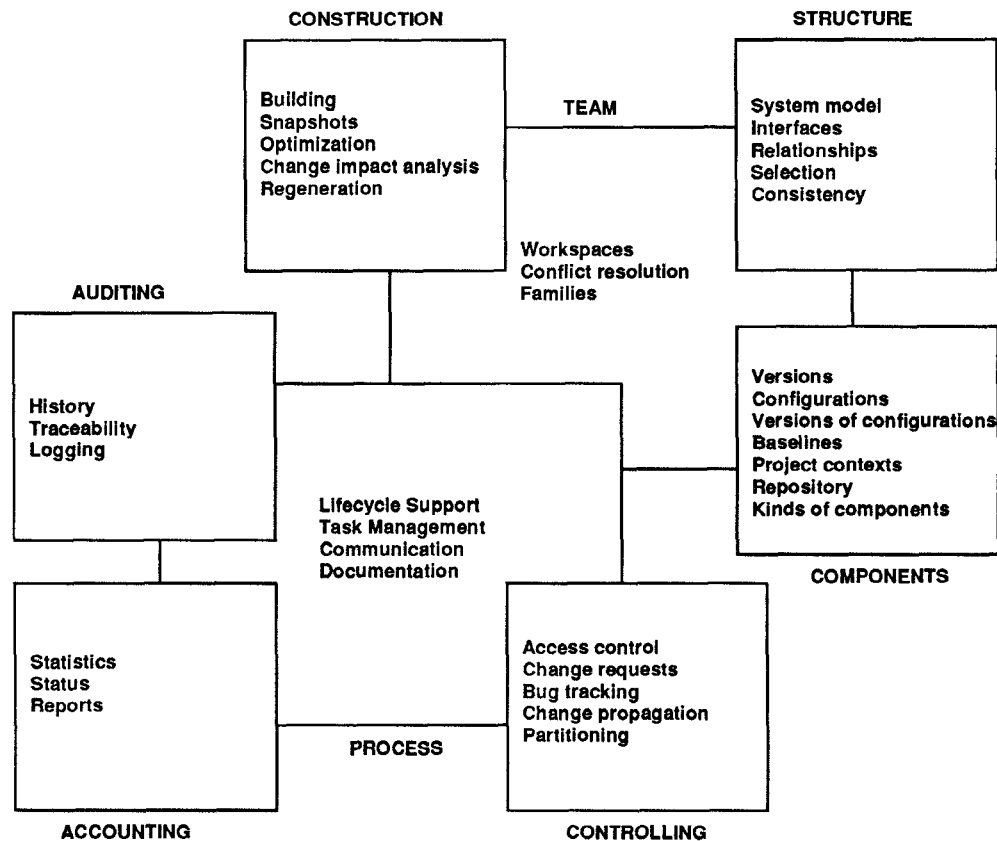 CONSTRUCTION
Building
Snapshots
Optimization
Change impact analysis
Regeneration
TEAM
STRUCTURE
System model
Interfaces
Relationships
Selection
Consistency
Workspaces
Conflict resolution
Families
AUDITING
History
Traceability
Logging
Versions
Configurations
Versions of configurations
Baselines
Project contexts
Repository
Kinds of components
COMPONENTS
Lifecycle Support
Task Management
Communication
Documentation
Statistics
Status
Reports
ACCOUNTING
PROCESS
Access control
Change requests
Bug tracking
Change propagation
Partitioning
CONTROLLING